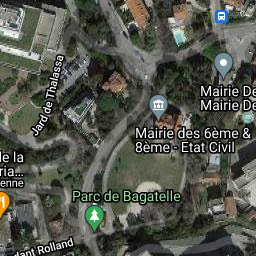 Jard de Thalassa
Mairie De
Mairie De
Mairie des 6ème &
8ème - Etat Civil
de la
ria...
enne
Parc de Bagatelle
dant Rolland